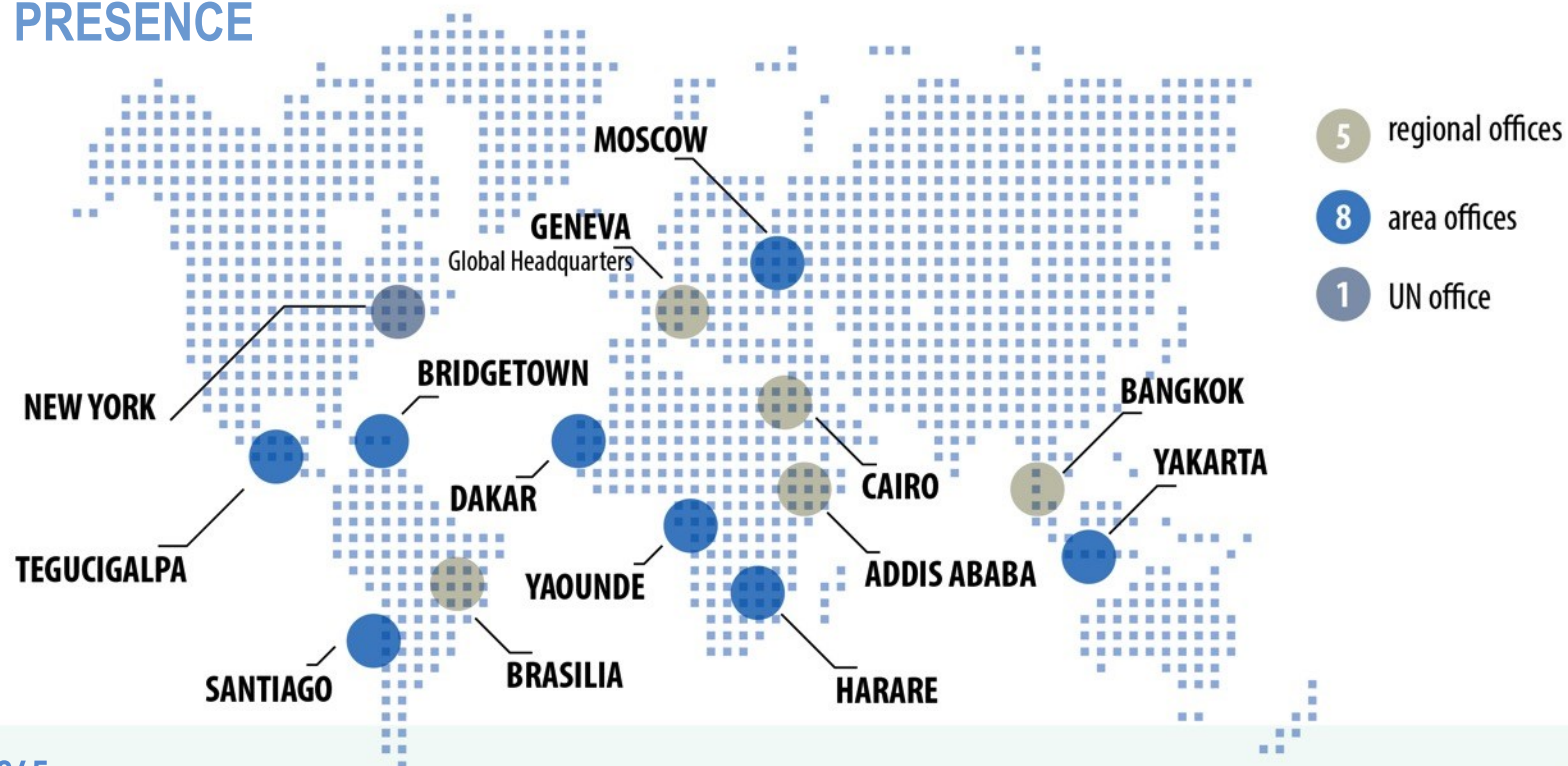 PRESENCE
MOSCOW
5 regional offices
GENEVA
Global Headquarters
8 area offices
1 UN office
BRIDGETOWN
NEW YORK
BANGKOK
YAKARTA
DAKAR
CAIRO
TEGUCIGALPA
YAOUNDE
ADDIS ABABA
SANTIAGO
BRASILIA
HARARE